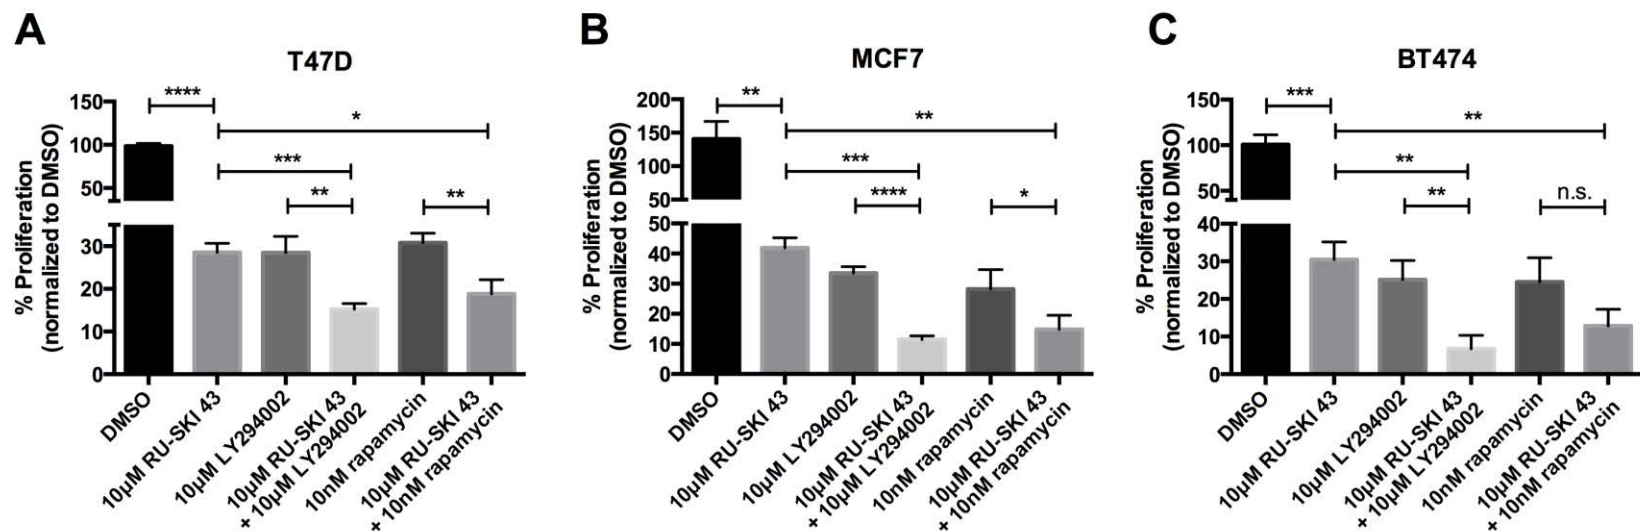 A
T47D
% Proliferation
(normalized to DMSO)
150
100
50
30
20
10
0
****
*
***
**
**
DMSO
10µM RU-SKI 43
10µM LY294002
10µM RU-SKI 43
+ 10µM LY294002
10nM rapamycin
10µM RU-SKI 43
+ 10nM rapamycin
B
MCF7
% Proliferation
(normalized to DMSO)
200
150
100
50
50
40
30
20
10
0
**
**
***
****
*
DMSO
10µM RU-SKI 43
10µM LY294002
10µM RU-SKI 43
+ 10µM LY294002
10nM rapamycin
10µM RU-SKI 43
+ 10nM rapamycin
C
BT474
% Proliferation
(normalized to DMSO)
150
100
50
40
30
20
10
0
***
**
**
**
n.s.
DMSO
10µM RU-SKI 43
10µM LY294002
10µM RU-SKI 43
+ 10µM LY294002
10nM rapamycin
10µM RU-SKI 43
+ 10nM rapamycin